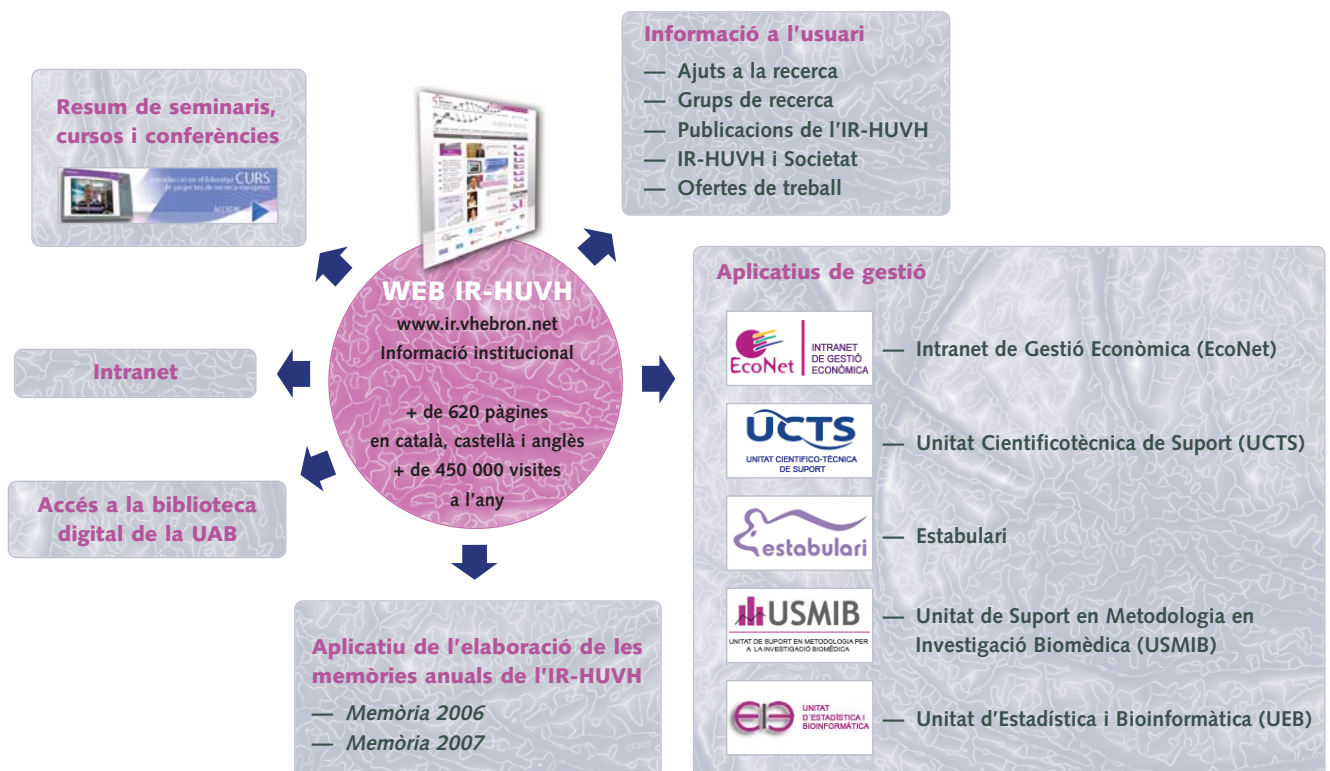 Informació a l'usuari
— Ajuts a la recerca
— Grups de recerca
— Publicacions de l'IR-HUVH
— IR-HUVH i Societat
— Ofertes de treball
Resum de seminaris,
cursos i conferències
CURS
de projectes de recerca europeus
ACCEDIR
WEB IR-HUVH
www.ir.vhebron.net
Informació institucional
+ de 620 pàgines
en català, castellà i anglès
+ de 450 000 visites
a l'any
Intranet
Accés a la biblioteca
digital de la UAB
Aplicatiu de l'elaboració de les
memòries anuals de l'IR-HUVH
— Memòria 2006
— Memòria 2007
Aplicatius de gestió
EcoNet
INTRANET
DE GESTIÓ
ECONÒMICA
— Intranet de Gestió Econòmica (EcoNet)
UCTS
UNITAT CIENTIFICO-TÈCNICA
DE SUPORT
— Unitat Cientificotècnica de Suport (UCTS)
estabulari
— Estabulari
USMIB
UNITAT DE SUPORT EN METODOLOGIA PER
A LA INVESTIGACIÓ BIOMÈDICA
— Unitat de Suport en Metodologia en
Investigació Biomèdica (USMIB)
UNITAT
D'ESTADÍSTICA I
BIOINFORMÀTICA
— Unitat d'Estadística i Bioinformàtica (UEB)